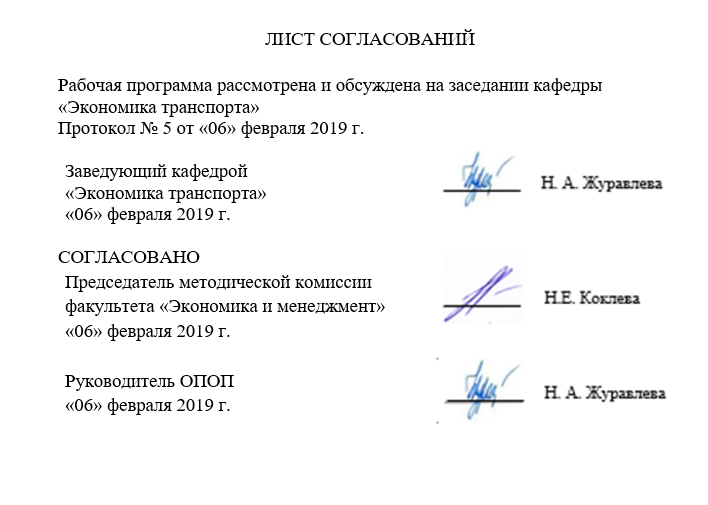 ЛИСТ СОГЛАСОВАНИЙ
Рабочая программа рассмотрена и обсуждена на заседании кафедры
«Экономика транспорта»
Протокол № 5 от «06» февраля 2019 г.
Заведующий кафедрой
«Экономика транспорта»
Н. А. Журавлева
«06» февраля 2019 г.
СОГЛАСОВАНО
Председатель методической комиссии
факультета «Экономика и менеджмент»
Н.Е. Коклева
«06» февраля 2019 г.
Руководитель ОПОП
Н. А. Журавлева
«06» февраля 2019 г.